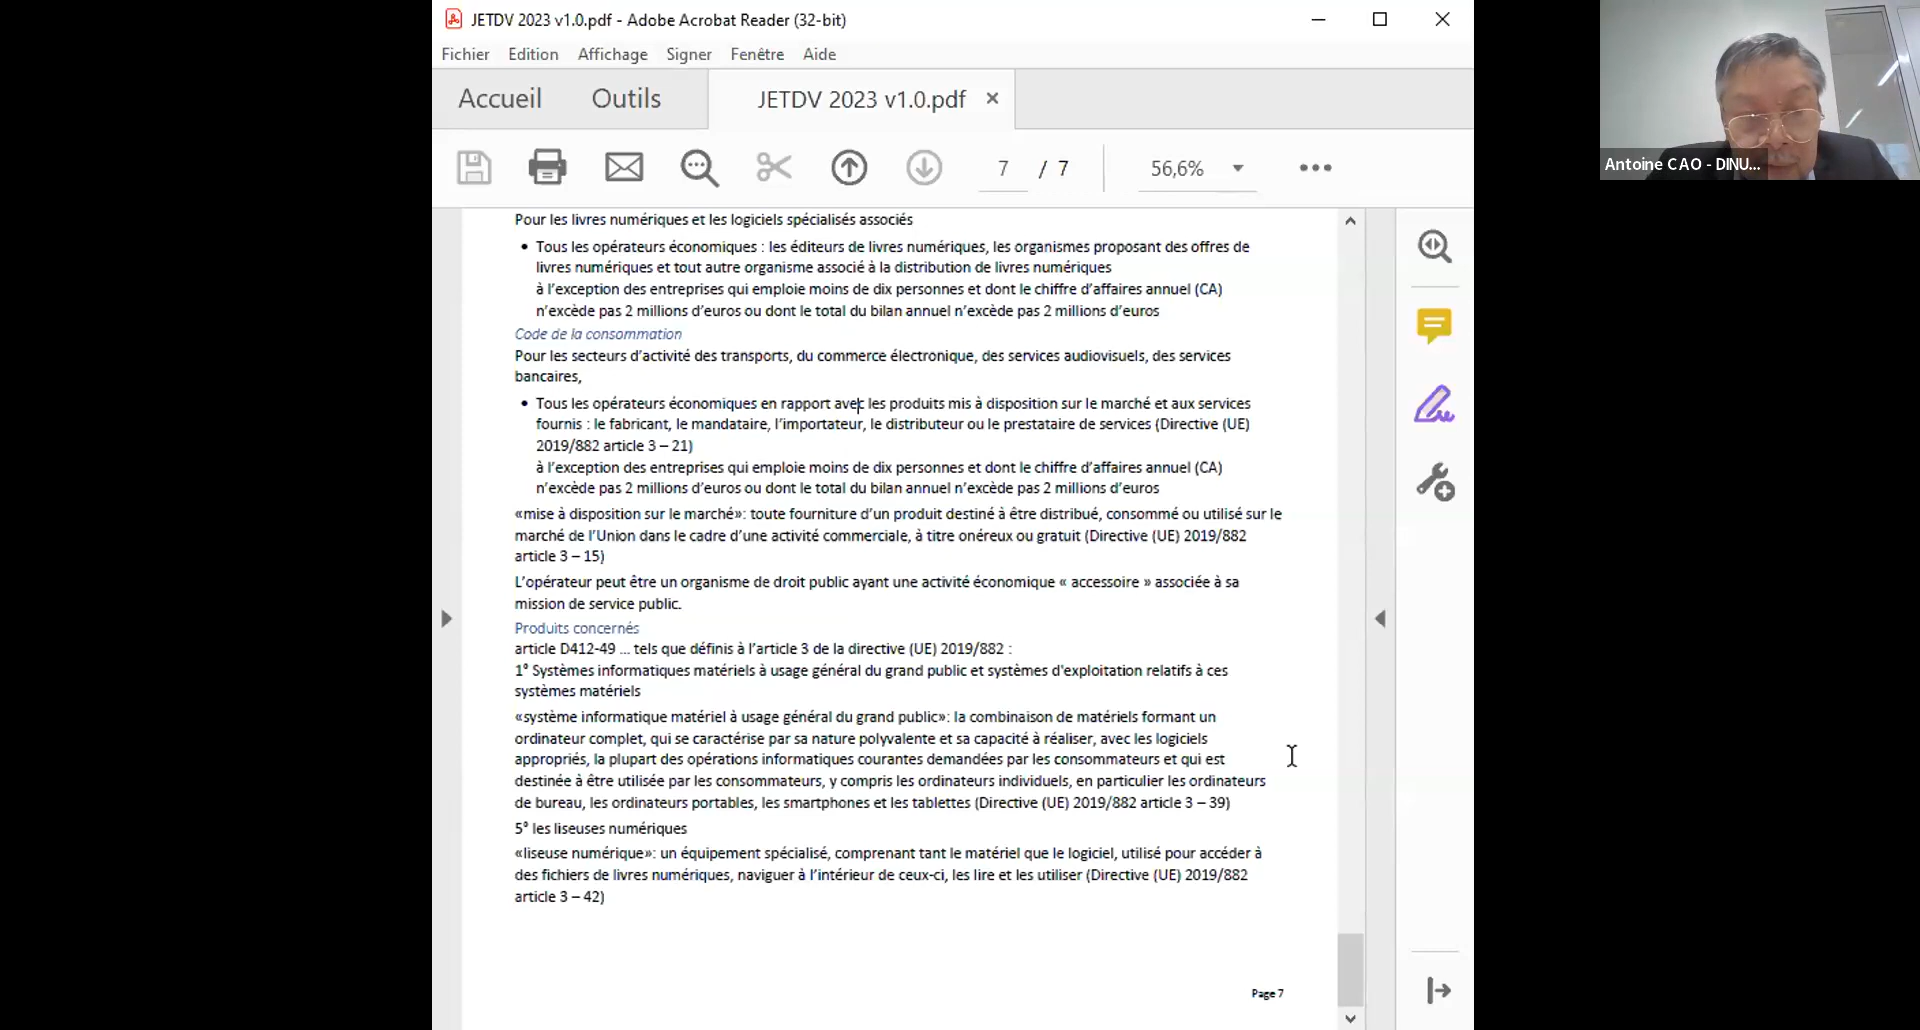 JETDV 2023 v1.0.pdf - Adobe Acrobat Reader (32-bit)
Fichier Edition Affichage Signer Fenêtre Aide
Accueil Outils JETDV 2023 v1.0.pdf ×
7 / 7 56,6%
Pour les livres numériques et les logiciels spécialisés associés
• Tous les opérateurs économiques : les éditeurs de livres numériques, les organismes proposant des offres de
livres numériques et tout autre organisme associé à la distribution de livres numériques
à l’exception des entreprises qui emploie moins de dix personnes et dont le chiffre d’affaires annuel (CA)
n’excède pas 2 millions d’euros ou dont le total du bilan annuel n’excède pas 2 millions d’euros
Code de la consommation
Pour les secteurs d’activité des transports, du commerce électronique, des services audiovisuels, des services
bancaires,
• Tous les opérateurs économiques en rapport avec les produits mis à disposition sur le marché et aux services
fournis : le fabricant, le mandataire, l’importateur, le distributeur ou le prestataire de services (Directive (UE)
2019/882 article 3 – 21)
à l’exception des entreprises qui emploie moins de dix personnes et dont le chiffre d’affaires annuel (CA)
n’excède pas 2 millions d’euros ou dont le total du bilan annuel n’excède pas 2 millions d’euros
«mise à disposition sur le marché»: toute fourniture d’un produit destiné à être distribué, consommé ou utilisé sur le
marché de l’Union dans le cadre d’une activité commerciale, à titre onéreux ou gratuit (Directive (UE) 2019/882
article 3 – 15)
L’opérateur peut être un organisme de droit public ayant une activité économique « accessoire » associée à sa
mission de service public.
Produits concernés
article D412-49 ... tels que définis à l’article 3 de la directive (UE) 2019/882 :
1° Systèmes informatiques matériels à usage général du grand public et systèmes d'exploitation relatifs à ces
systèmes matériels
«système informatique matériel à usage général du grand public»: la combinaison de matériels formant un
ordinateur complet, qui se caractérise par sa nature polyvalente et sa capacité à réaliser, avec les logiciels
appropriés, la plupart des opérations informatiques courantes demandées par les consommateurs et qui est
destinée à être utilisée par les consommateurs, y compris les ordinateurs individuels, en particulier les ordinateurs
de bureau, les ordinateurs portables, les smartphones et les tablettes (Directive (UE) 2019/882 article 3 – 39)
5° les liseuses numériques
«liseuse numérique»: un équipement spécialisé, comprenant tant le matériel que le logiciel, utilisé pour accéder à
des fichiers de livres numériques, naviguer à l’intérieur de ceux-ci, les lire et les utiliser (Directive (UE) 2019/882
article 3 – 42)
Page 7
Antoine CAO - DINU...